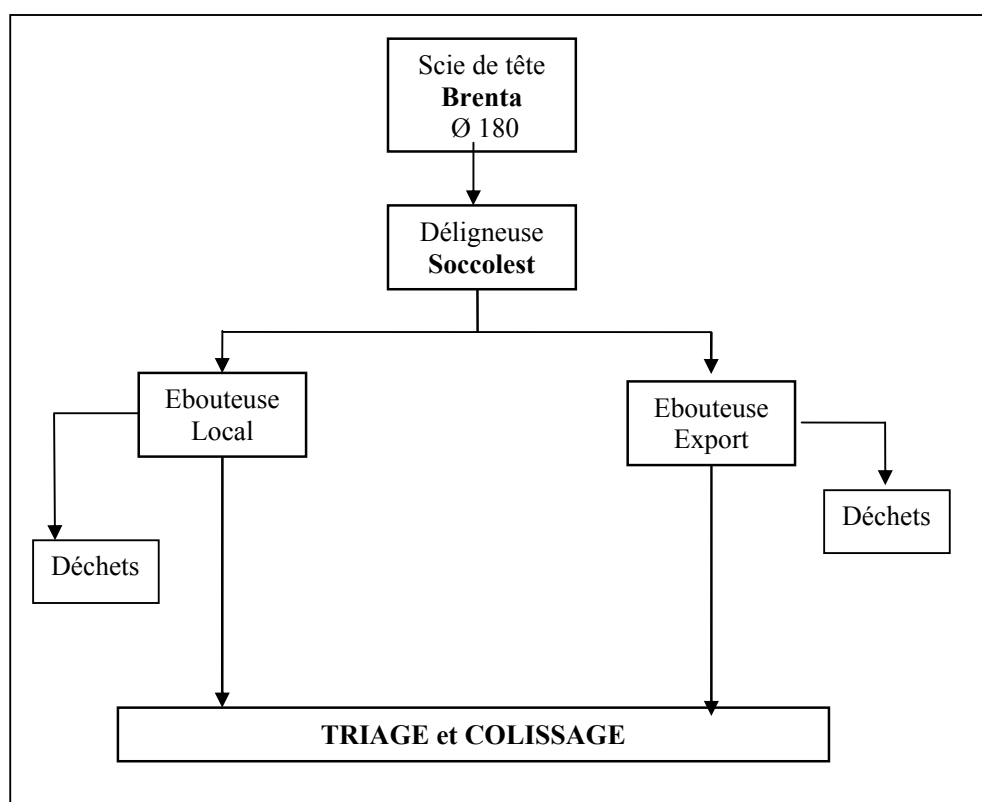 Scie de tête
Brenta
Ø 180
Déligneuse
Soccolest
Ebouteuse
Local
Ebouteuse
Export
Déchets
Déchets
TRIAGE et COLISSAGE